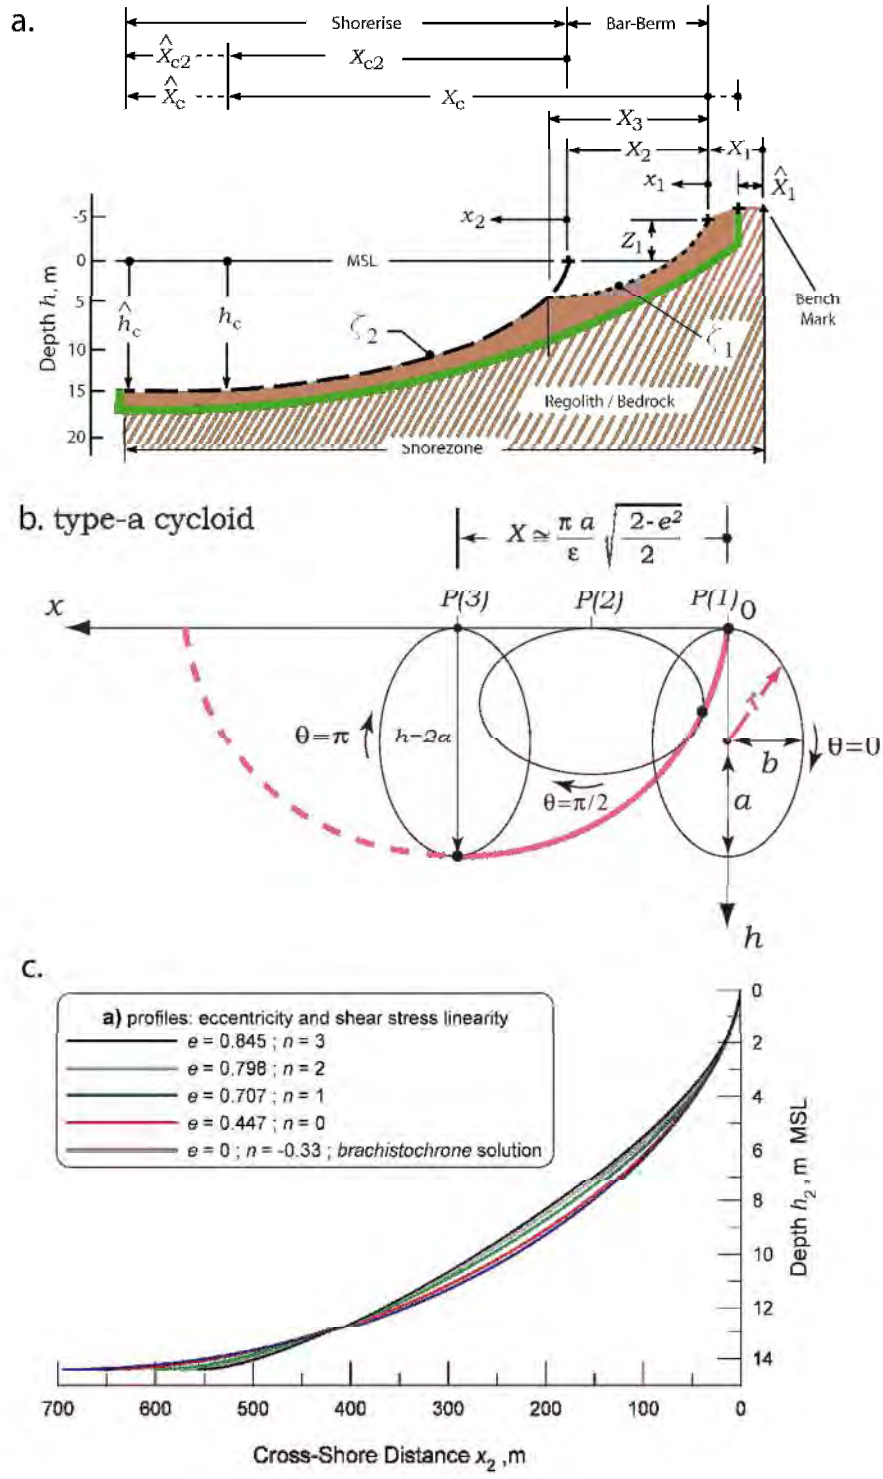 a.
Shorerise
Bar-Berm
X̂c2
Xc2
X̂c
Xc
X3
X2
X1
x1
X̂1
x2
Z1
-5
0
5
10
15
20
Depth h, m
MSL
ĥc
hc
ζ2
ζ1
Bench
Mark
Regolith / Bedrock
Shorezone
b. type-a cycloid
X ≅ π a / ε √ 2-e² / 2
x
P(3)
P(2)
P(1)
0
θ=π
h-2a
θ=π/2
r
b
θ=0
a
h
c.
a) profiles: eccentricity and shear stress linearity
e = 0.845 ; n = 3
e = 0.798 ; n = 2
e = 0.707 ; n = 1
e = 0.447 ; n = 0
e = 0 ; n = -0.33 ; brachistochrone solution
0
2
4
6
8
10
12
14
Depth h2 , m MSL
700 600 500 400 300 200 100 0
Cross-Shore Distance x2 ,m